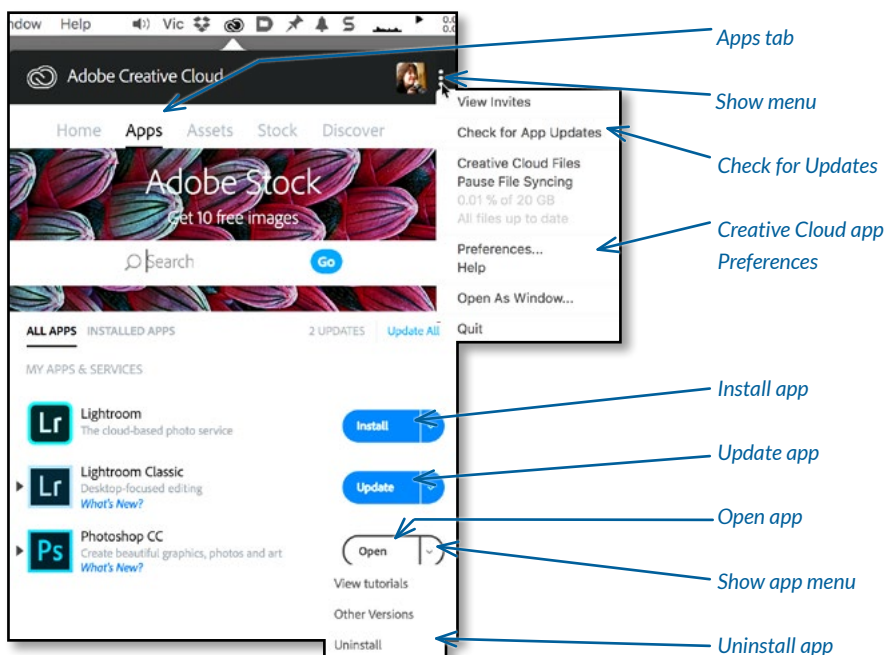 ndow Help Vic
Adobe Creative Cloud
Home Apps Assets Stock Discover
Adobe Stock
Get 10 free images
Search Go
ALL APPS INSTALLED APPS 2 UPDATES Update All
MY APPS & SERVICES
Lr Lightroom
The cloud-based photo service
Install
Lr Lightroom Classic
Desktop-focused editing
What's New?
Update
Ps Photoshop CC
Create beautiful graphics, photos and art
What's New?
Open
View tutorials
Other Versions
Uninstall
View Invites
Check for App Updates
Creative Cloud Files
Pause File Syncing
0.01 % of 20 GB
All files up to date
Preferences...
Help
Open As Window...
Quit
Apps tab
Show menu
Check for Updates
Creative Cloud app
Preferences
Install app
Update app
Open app
Show app menu
Uninstall app